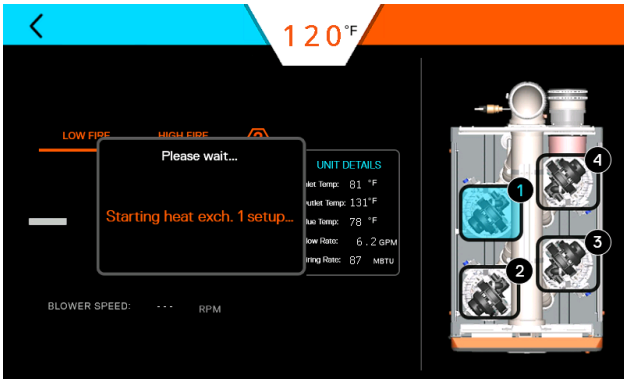 120°F
LOW FIRE HIGH FIRE
Please wait...
Starting heat exch. 1 setup...
UNIT DETAILS
Temp: 81 °F
Temp: 131°F
Temp: 78 °F
Rate: 6.2 GPM
Rate: 87 MBTU
BLOWER SPEED: --- RPM
4
1
3
2